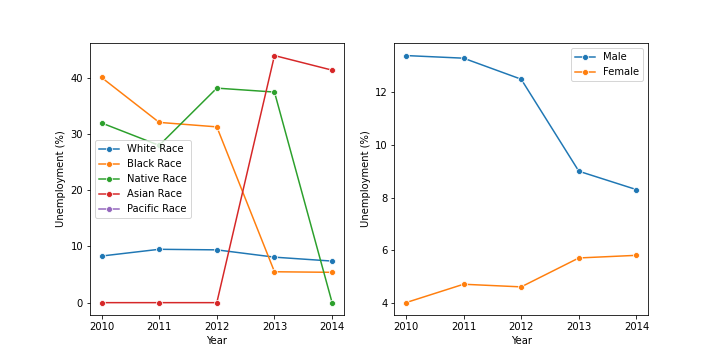 Unemployment (%)
40
30
20
10
0
2010 2011 2012 2013 2014
Year
White Race
Black Race
Native Race
Asian Race
Pacific Race
Unemployment (%)
12
10
8
6
4
2010 2011 2012 2013 2014
Year
Male
Female